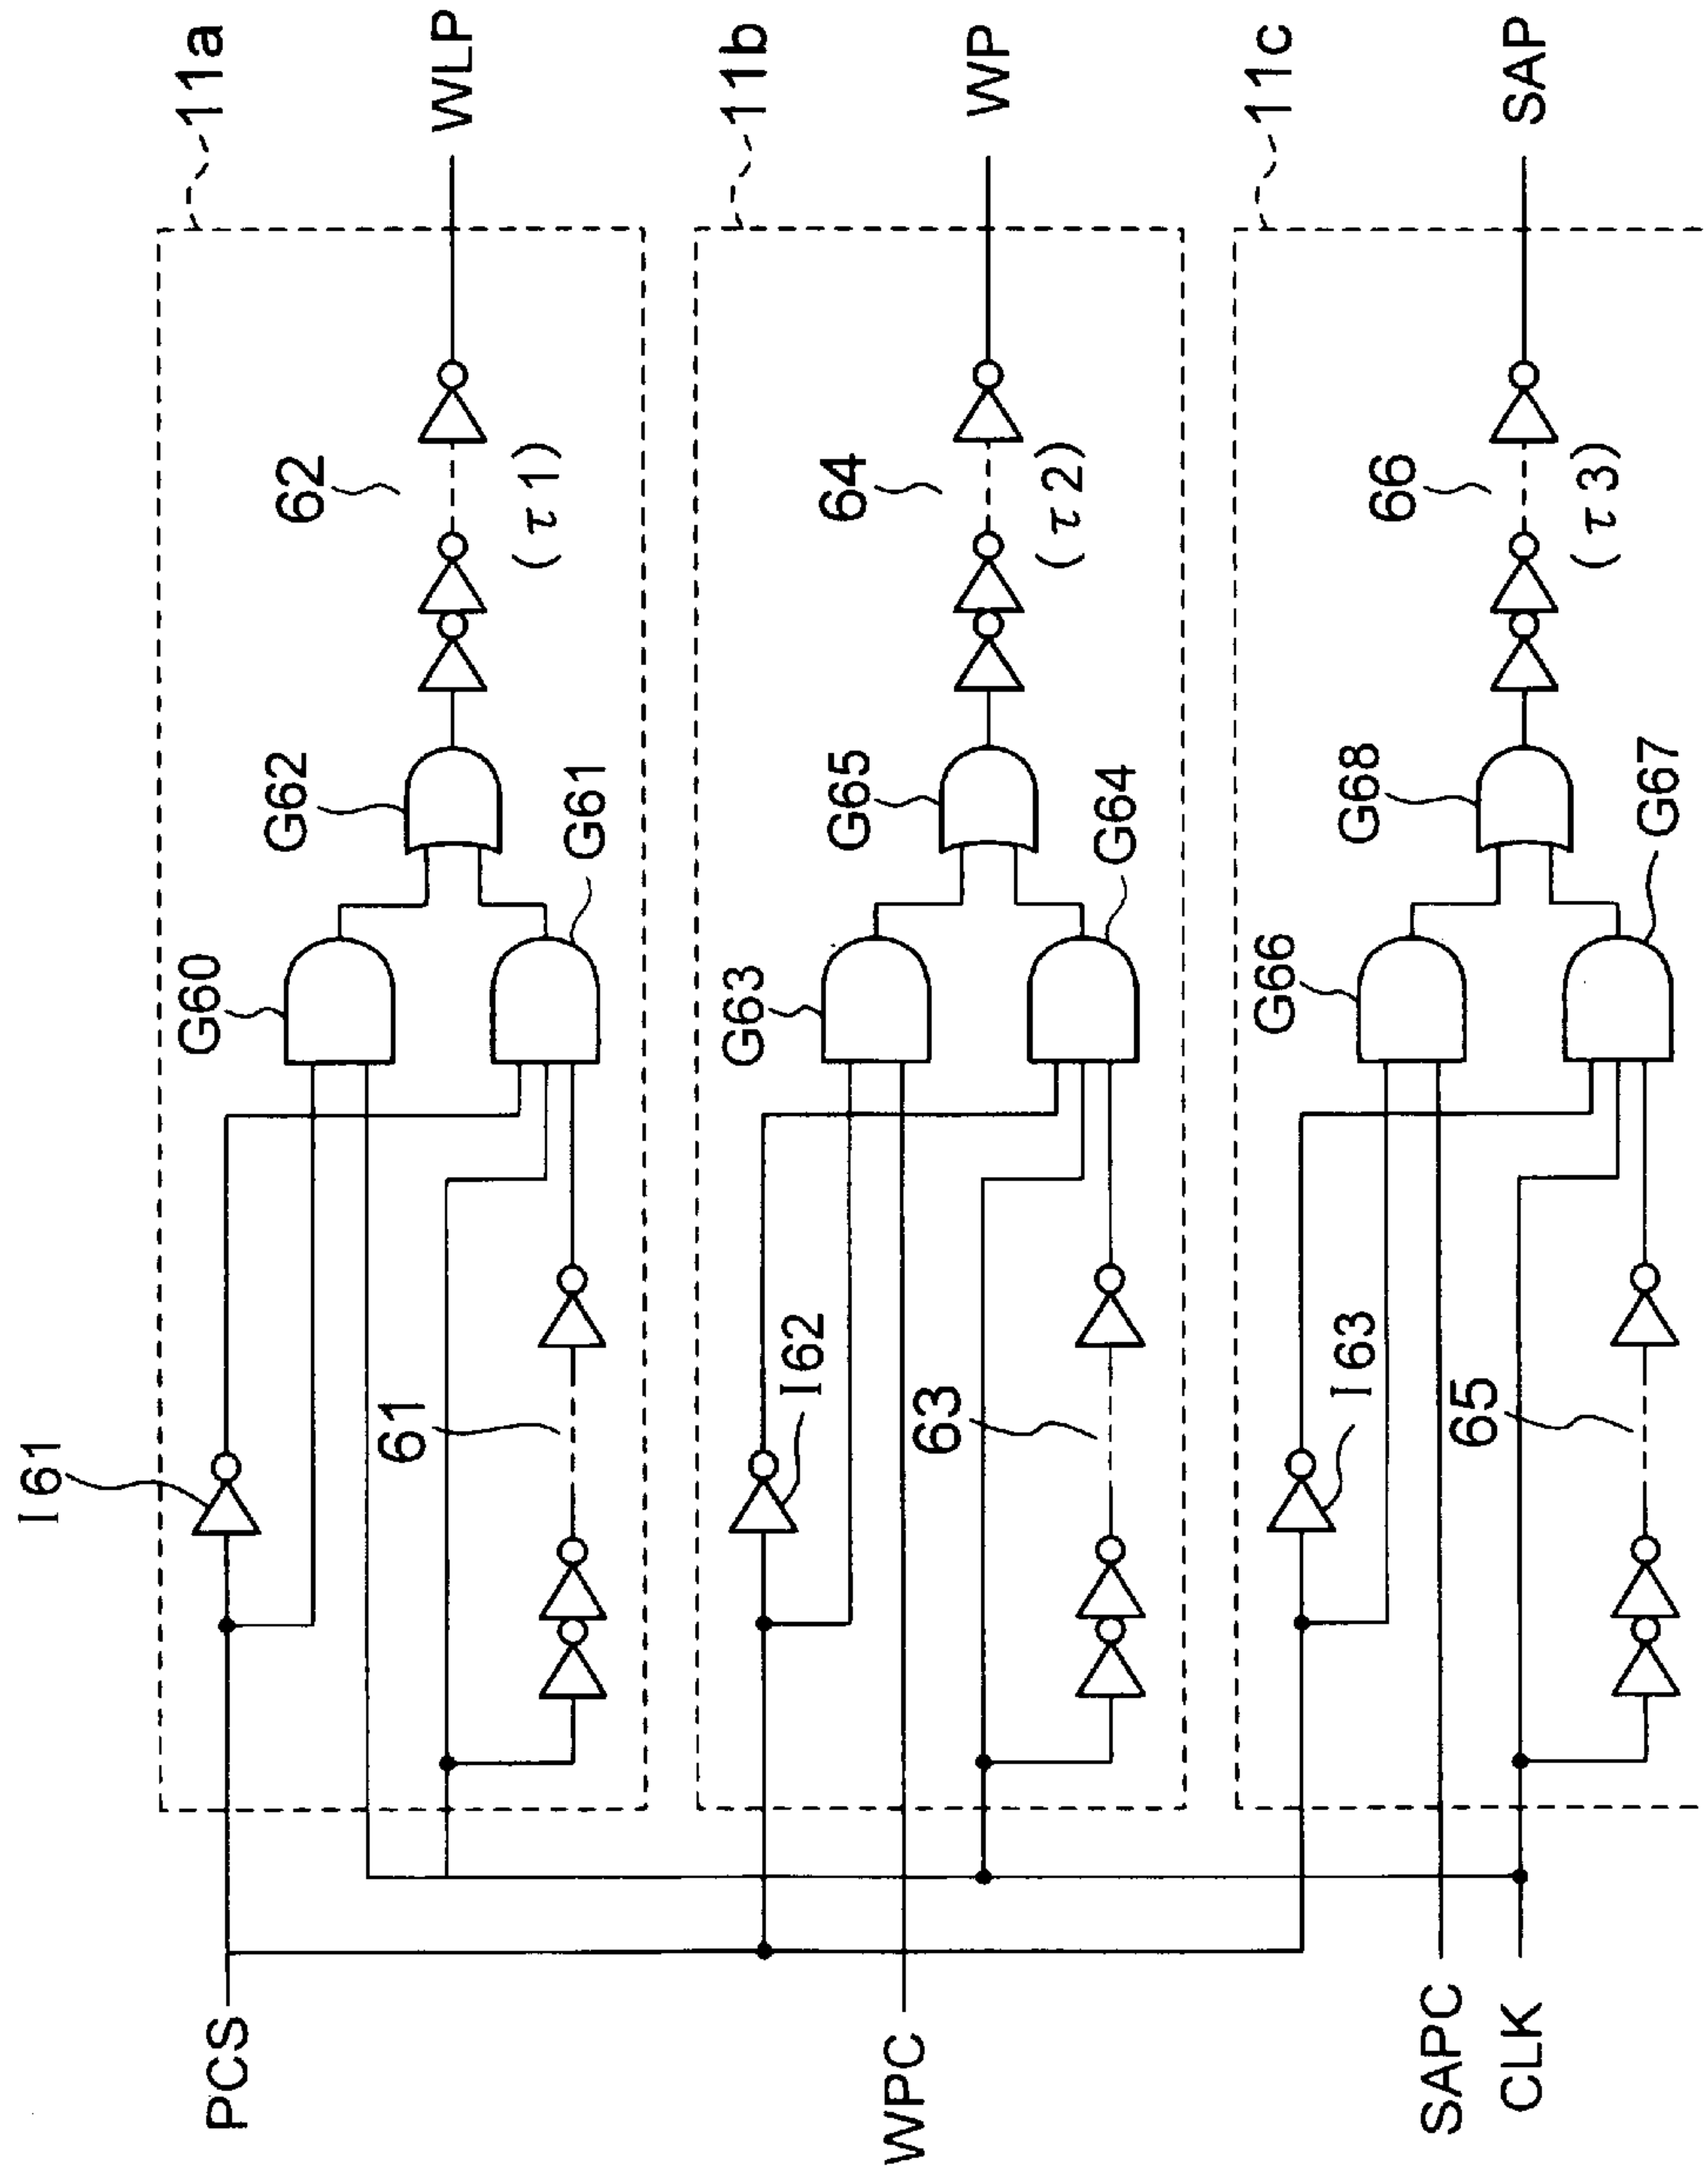 I61
11a
G60
G62
62
WLP
61
G61
(τ1)
PCS
11b
G63
G65
64
WP
I62
63
G64
(τ2)
WPC
11c
G66
G68
66
SAP
I63
65
G67
(τ3)
SAPC
CLK